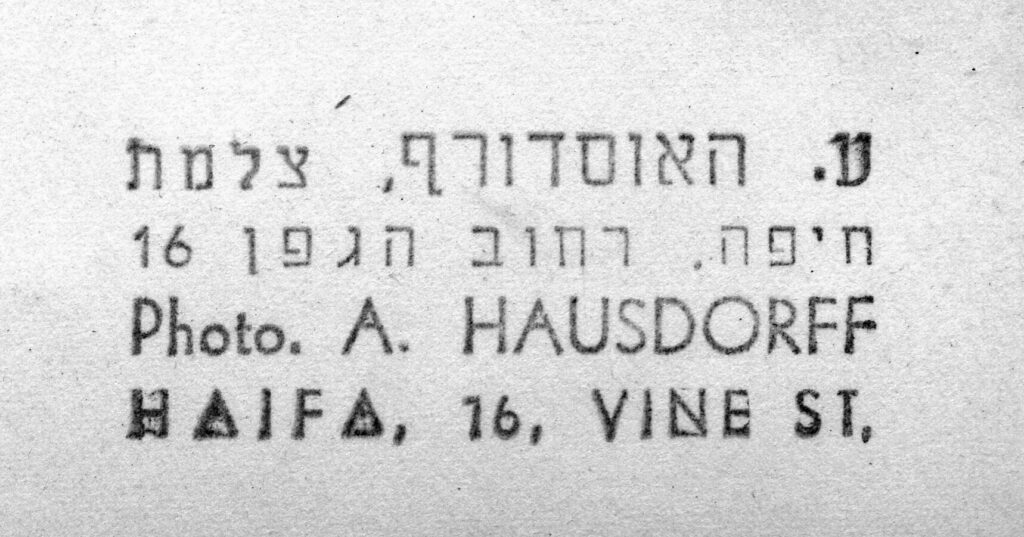 ע. האוסדורף, צלמת
חיפה, רחוב הגפן 16
Photo. A. HAUSDORFF
HAIFA, 16, VINE ST,